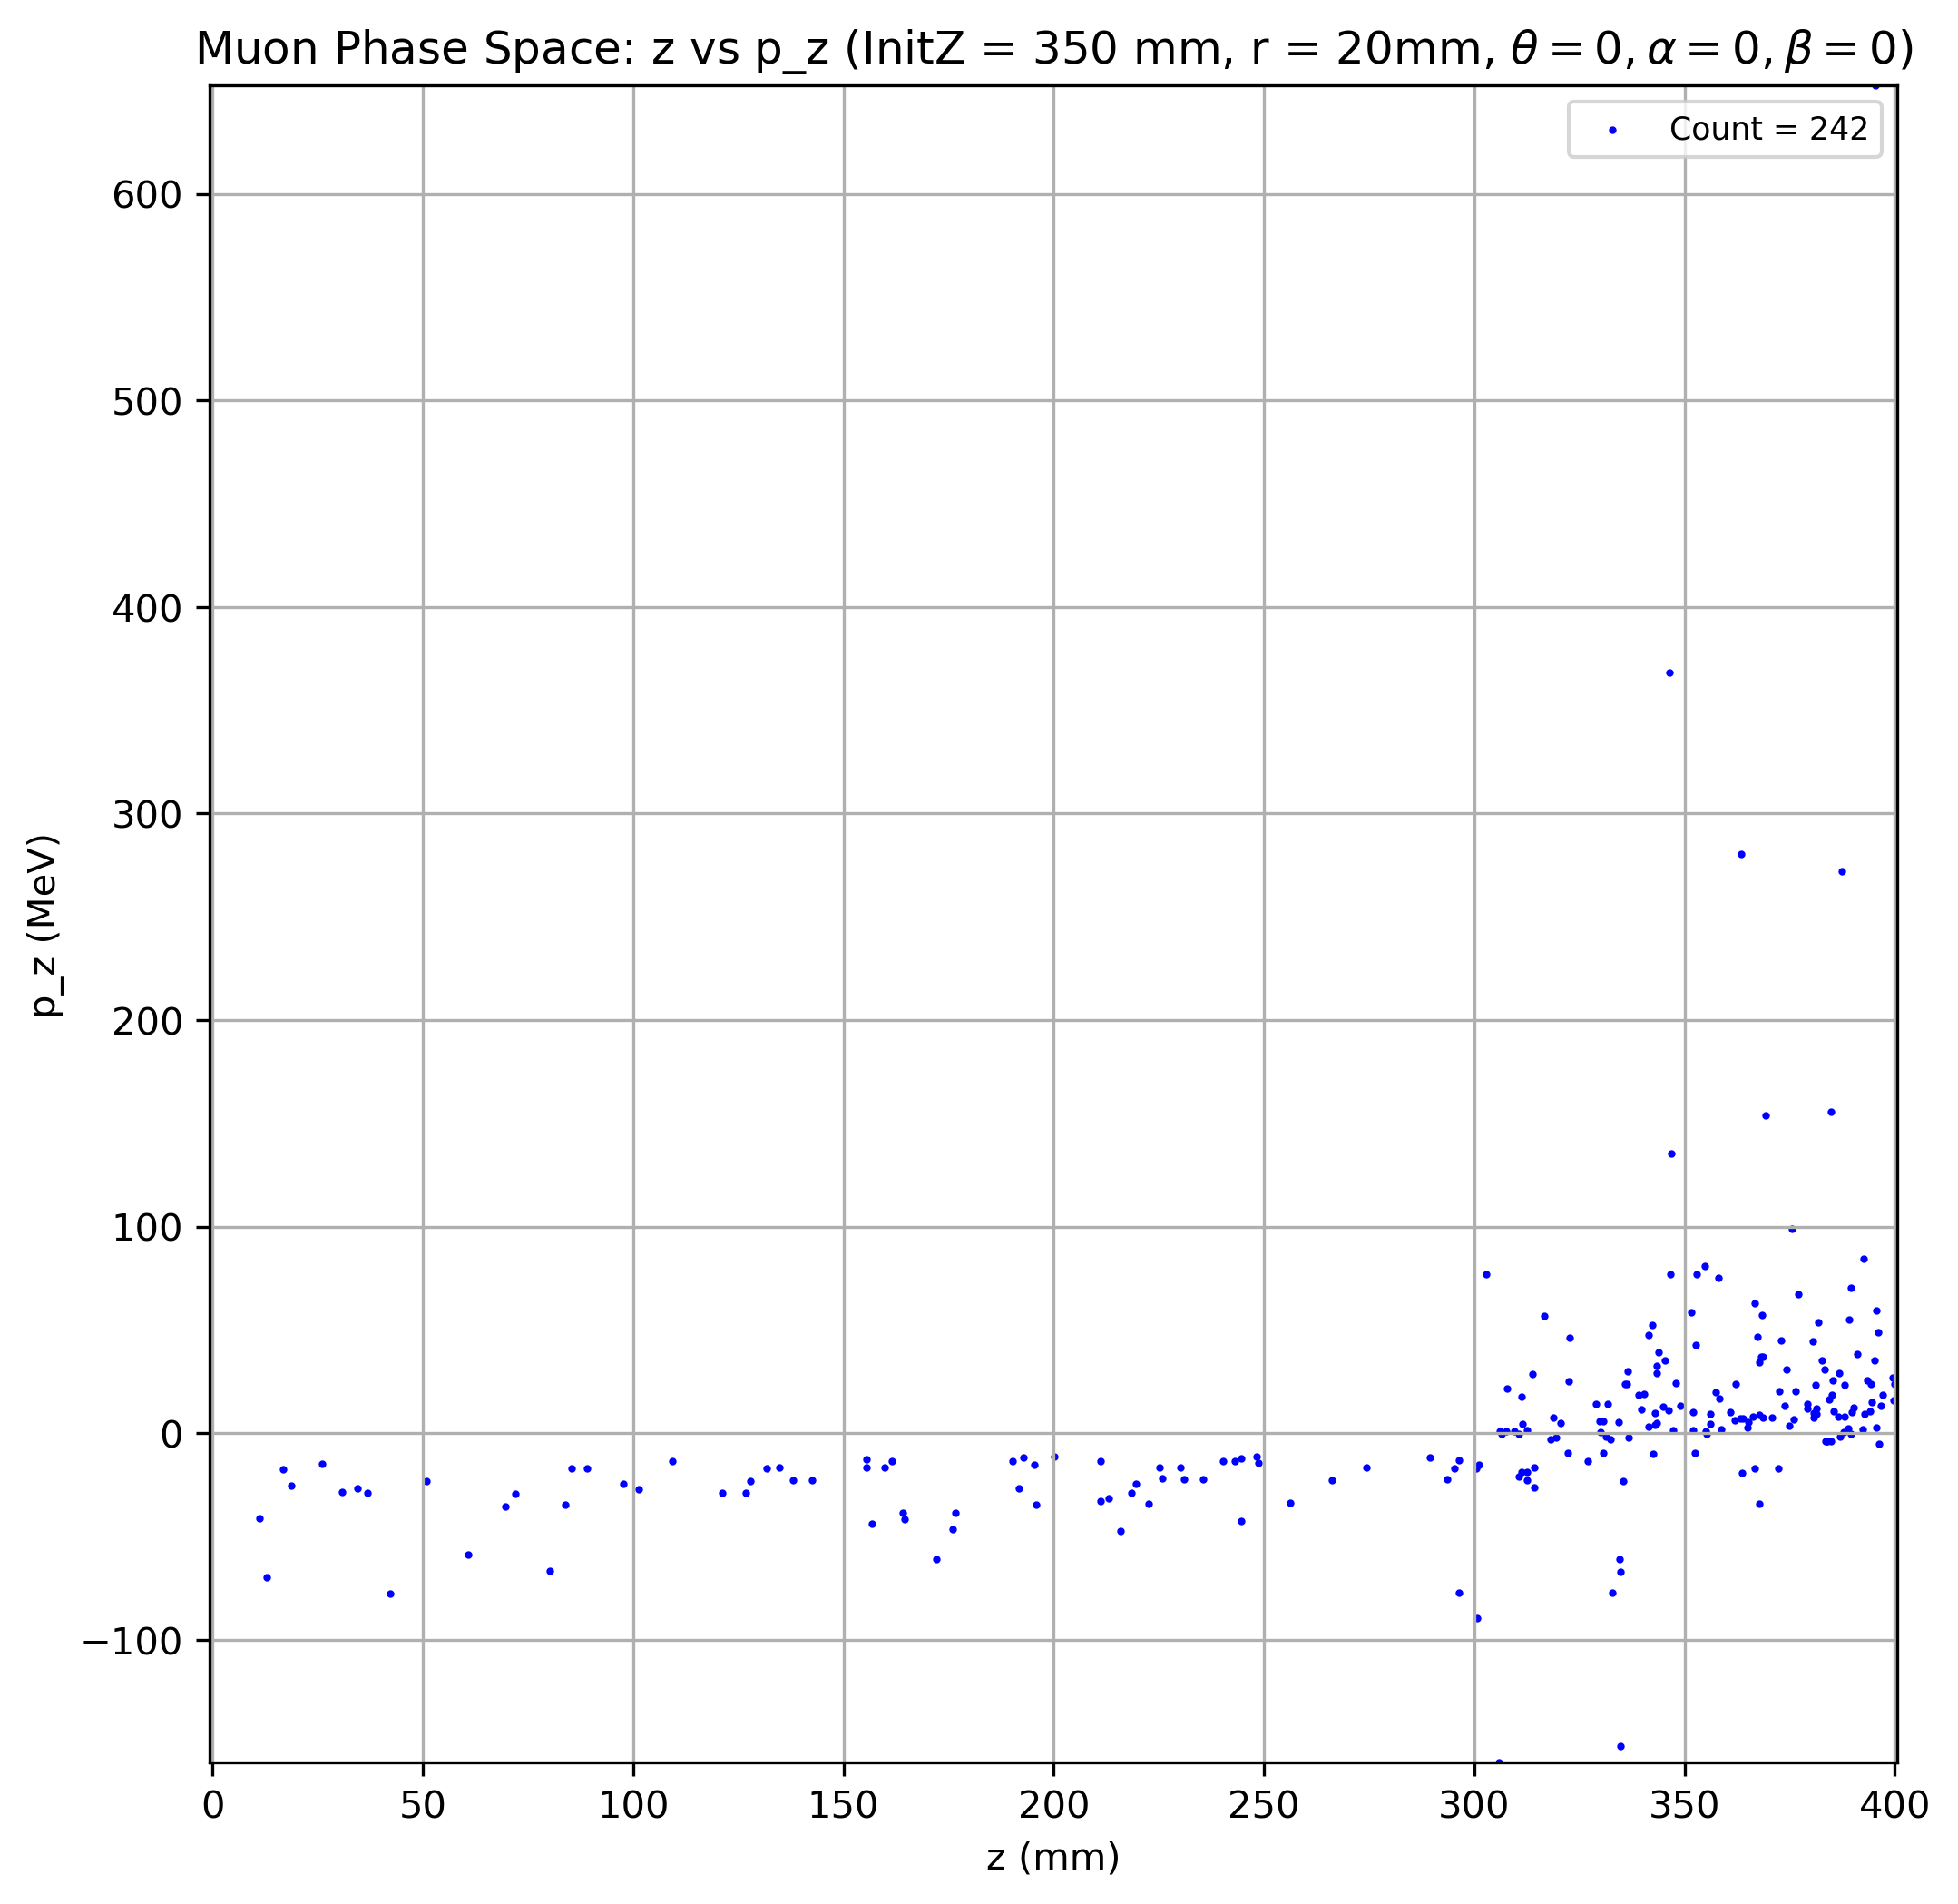 Muon Phase Space: z vs p_z (InitZ = 350 mm, r = 20mm, θ = 0, α = 0, β = 0)
Count = 242
600
500
400
300
200
100
0
−100
p_z (MeV)
0 50 100 150 200 250 300 350 400
z (mm)